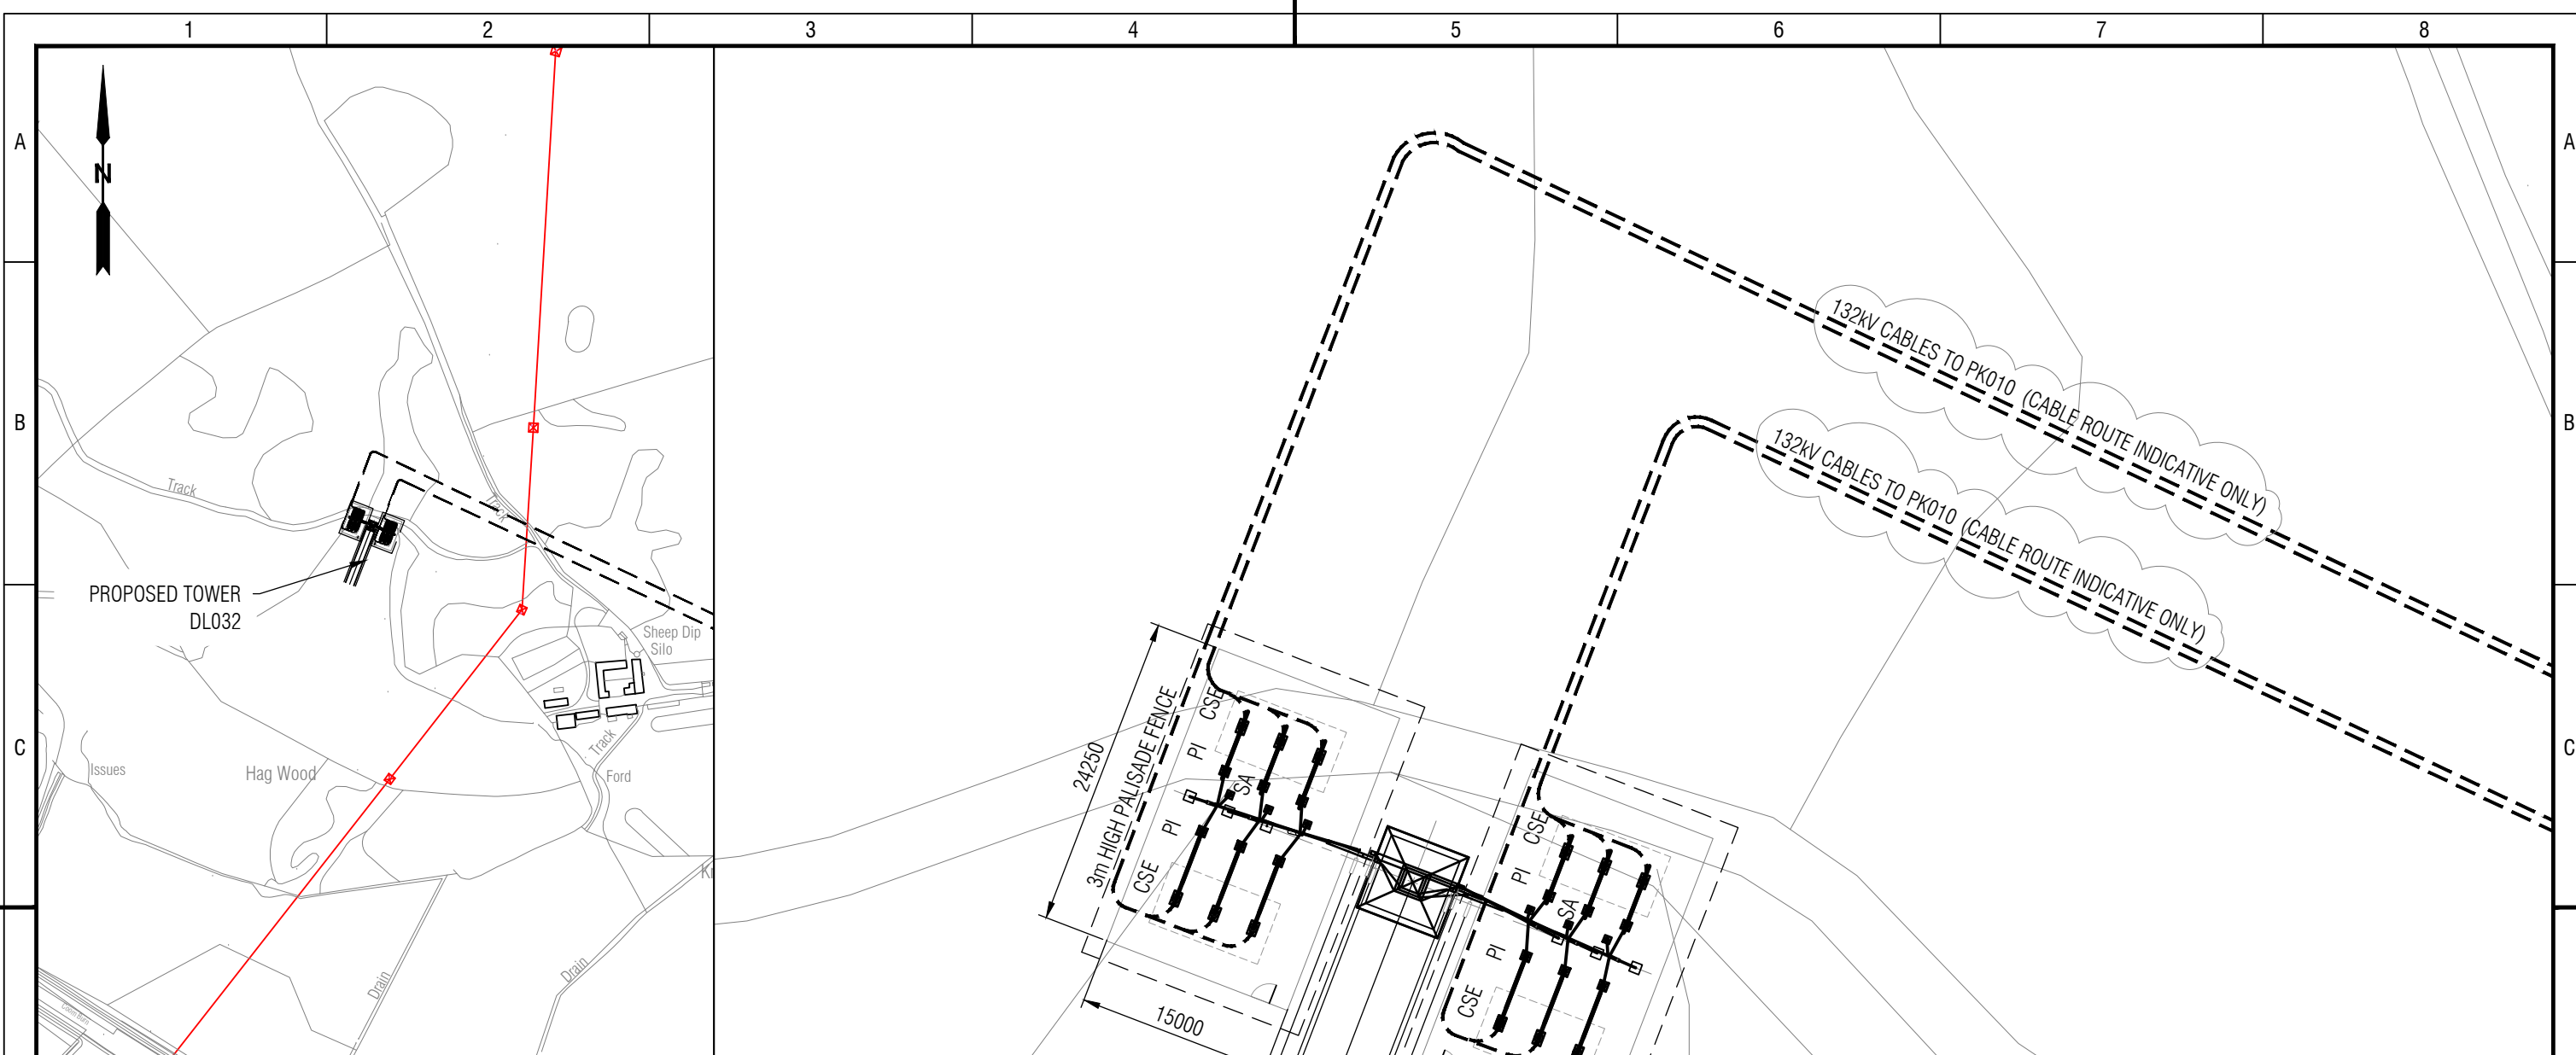 1 2 3 4 5 6 7 8
A A
N
132kV CABLES TO PK010 (CABLE ROUTE INDICATIVE ONLY)
B B
132kV CABLES TO PK010 (CABLE ROUTE INDICATIVE ONLY)
Track
Track
PROPOSED TOWER
DL032
Sheep Dip
Silo
C C
Track
Issues
Hag Wood
Ford
Drain
Drain
24250
3m HIGH PALISADE FENCE
CSE
PI
SA
PI
CSE
15000
CSE
PI
SA
PI
CSE